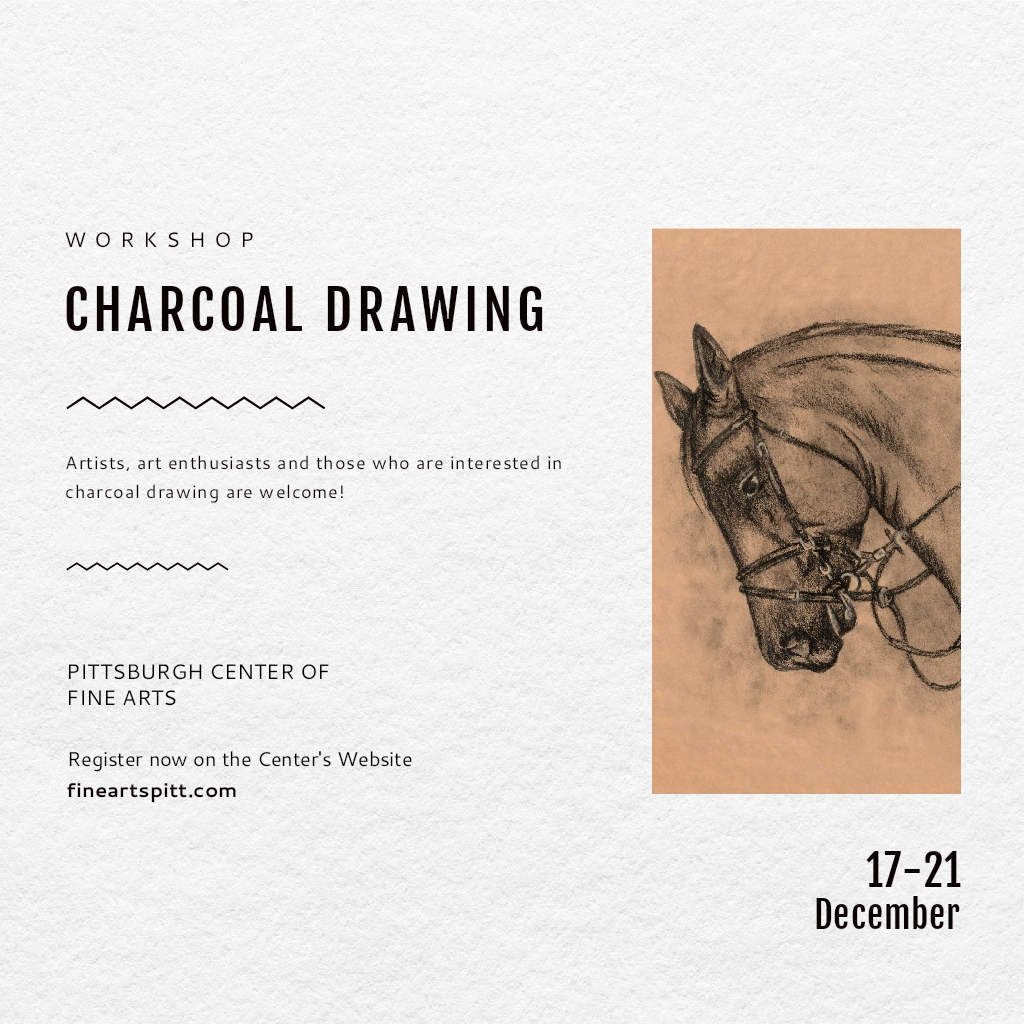 WORKSHOP
CHARCOAL DRAWING
Artists, art enthusiasts and those who are interested in
charcoal drawing are welcome!
PITTSBURGH CENTER OF
FINE ARTS
Register now on the Center's Website
fineartspitt.com
17-21
December